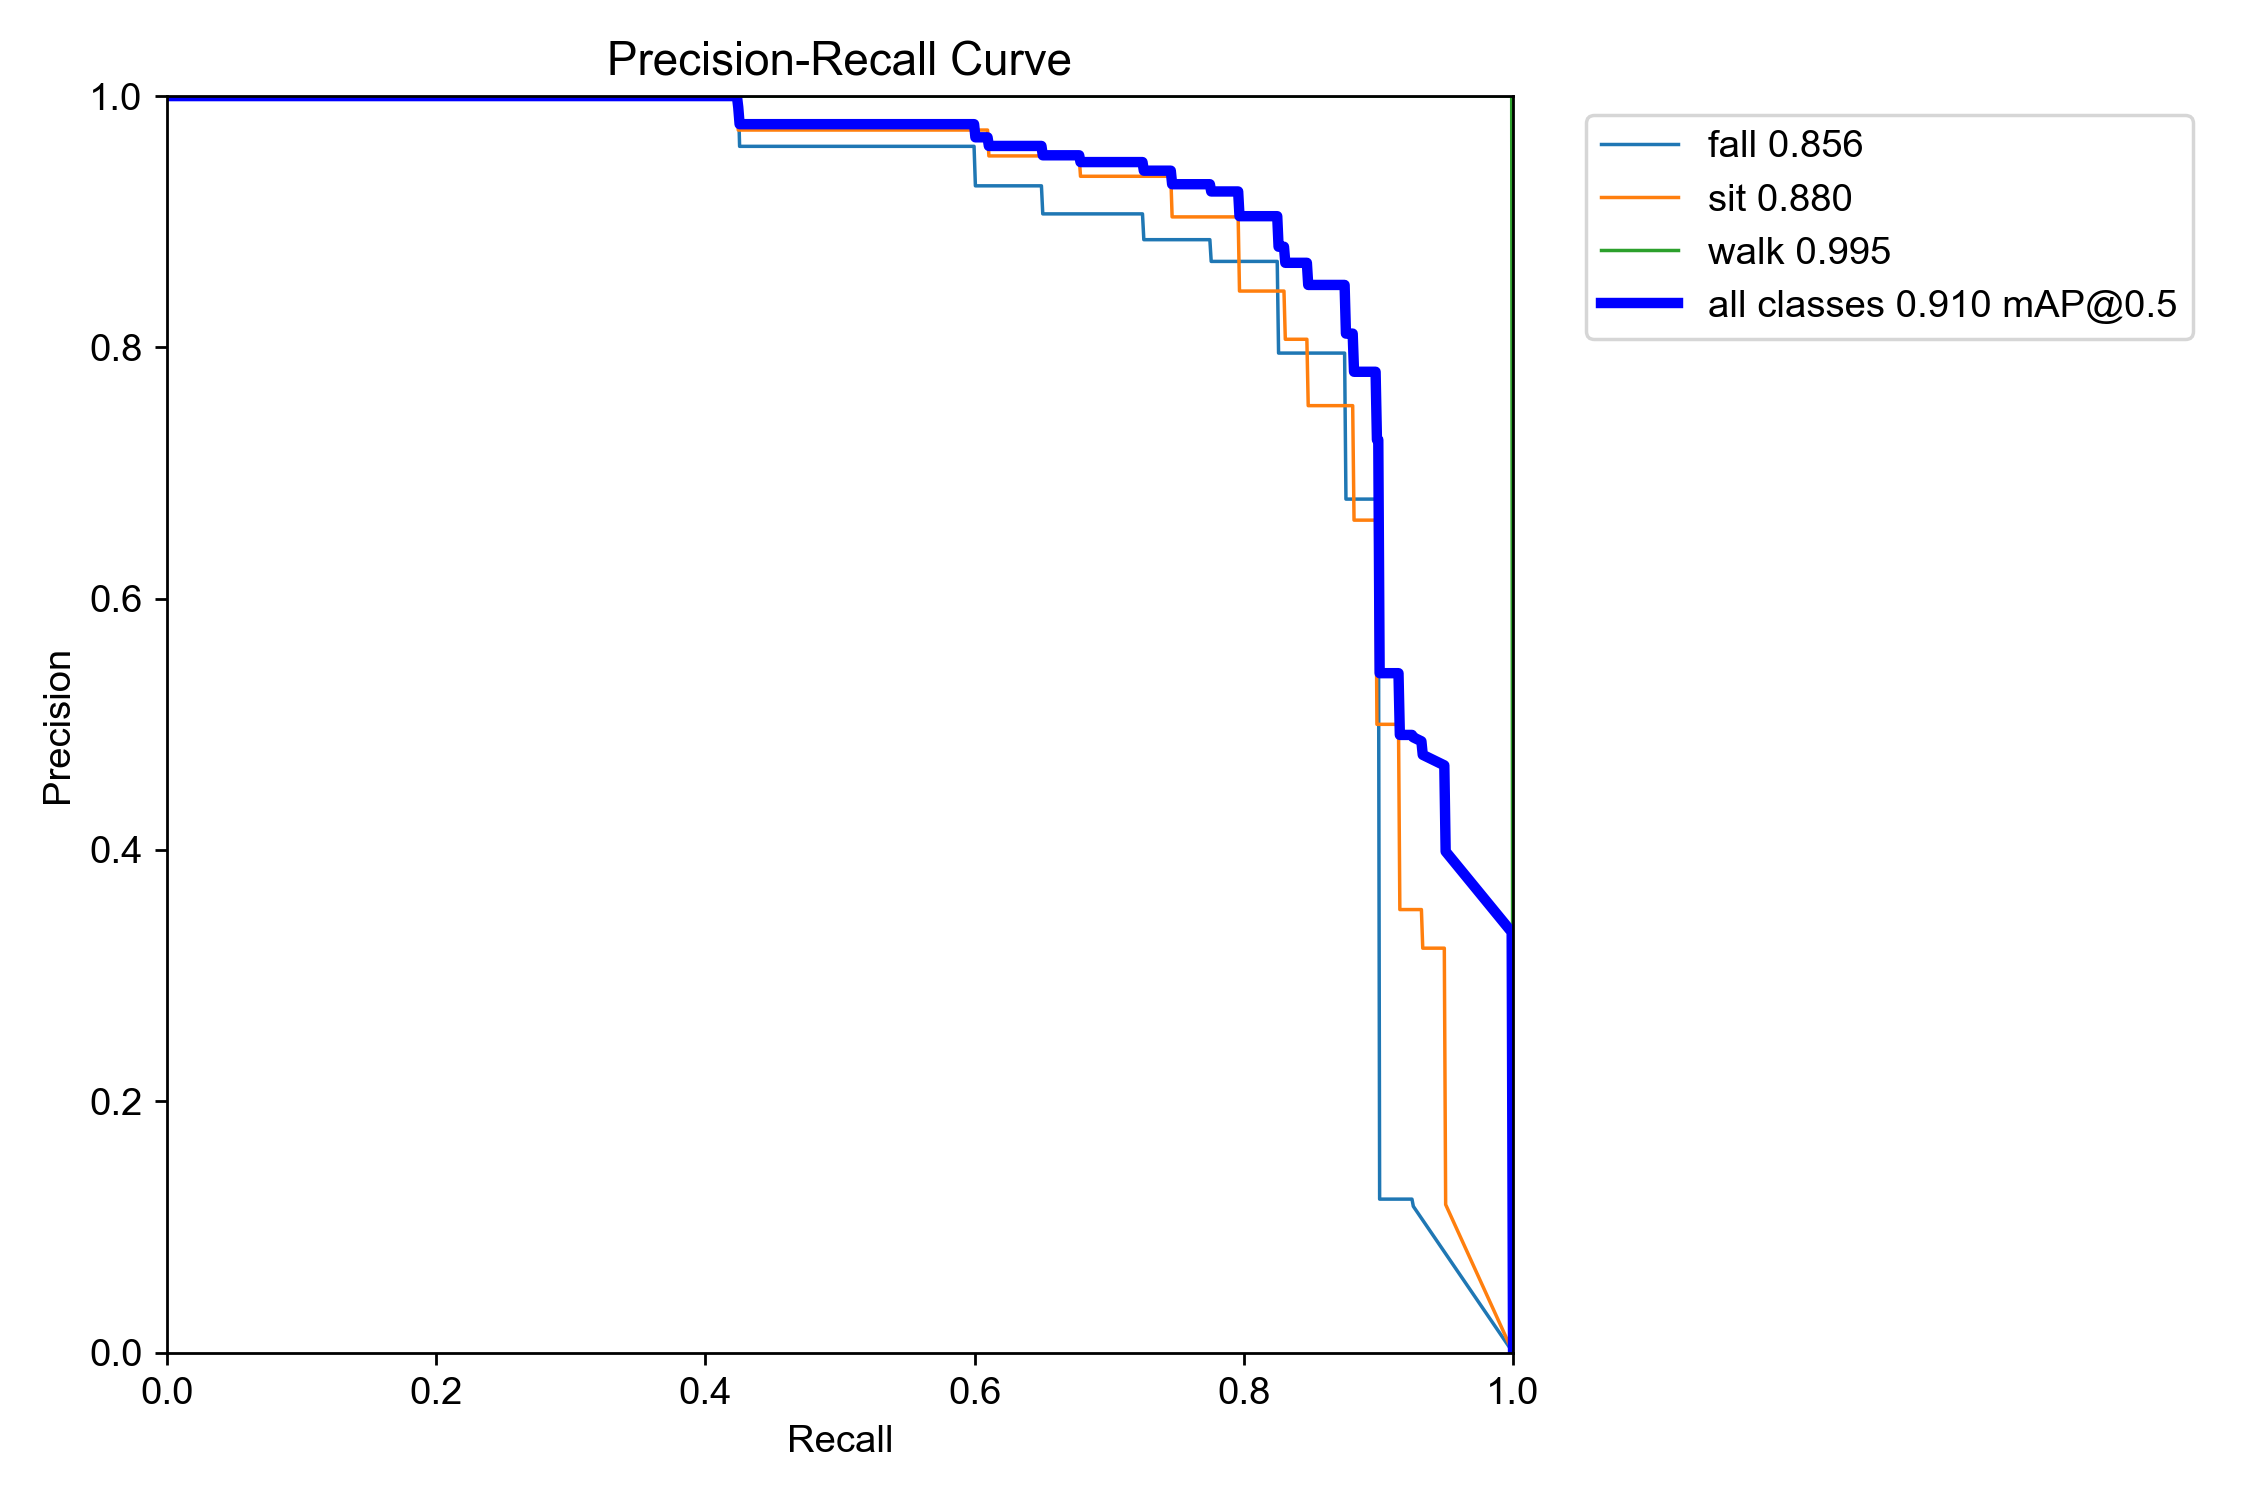 Precision-Recall Curve
1.0
0.8
0.6
0.4
0.2
0.0
Precision
0.0 0.2 0.4 0.6 0.8 1.0
Recall
fall 0.856
sit 0.880
walk 0.995
all classes 0.910 mAP@0.5